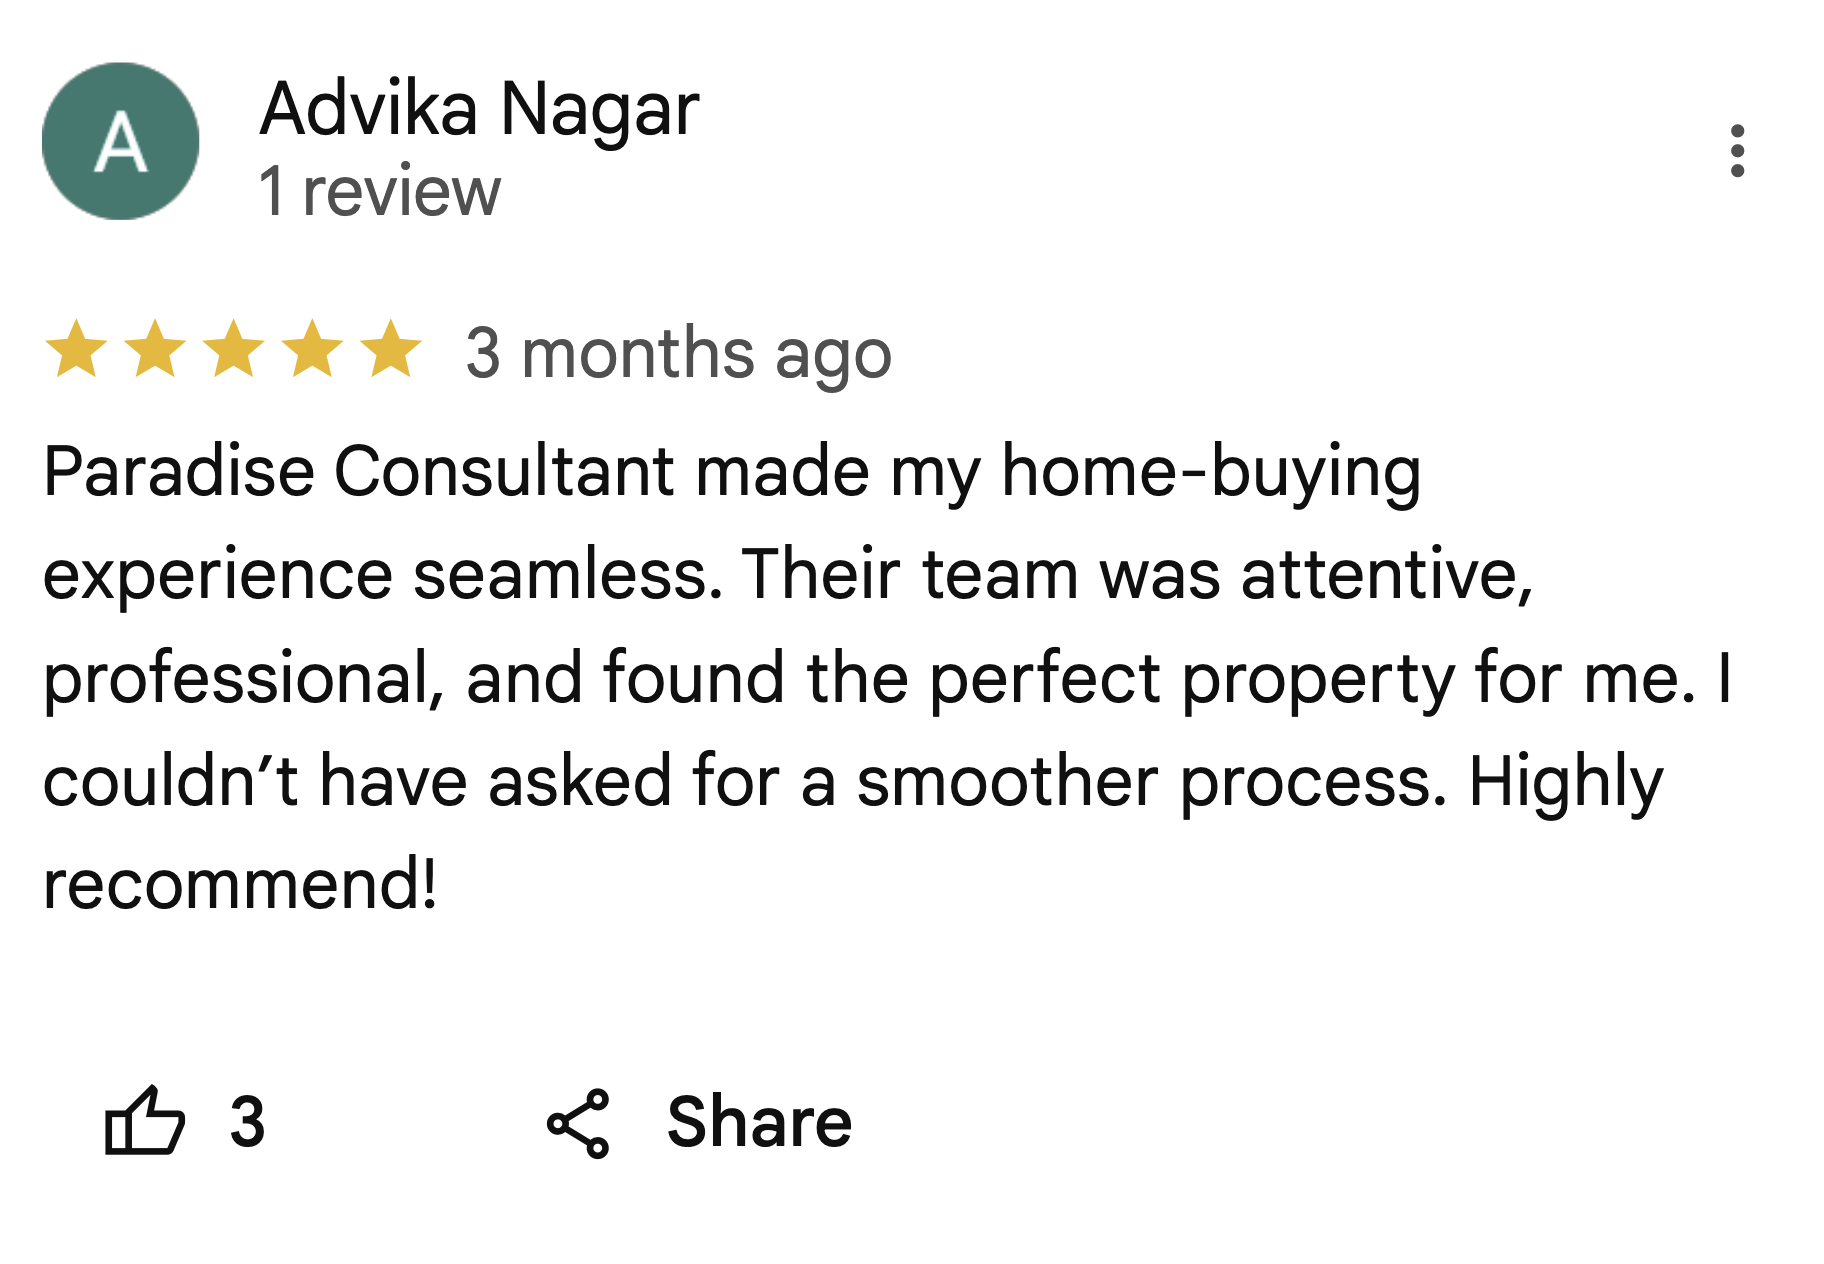 A
Advika Nagar
1 review
3 months ago
Paradise Consultant made my home-buying
experience seamless. Their team was attentive,
professional, and found the perfect property for me. I
couldn’t have asked for a smoother process. Highly
recommend!
3
Share